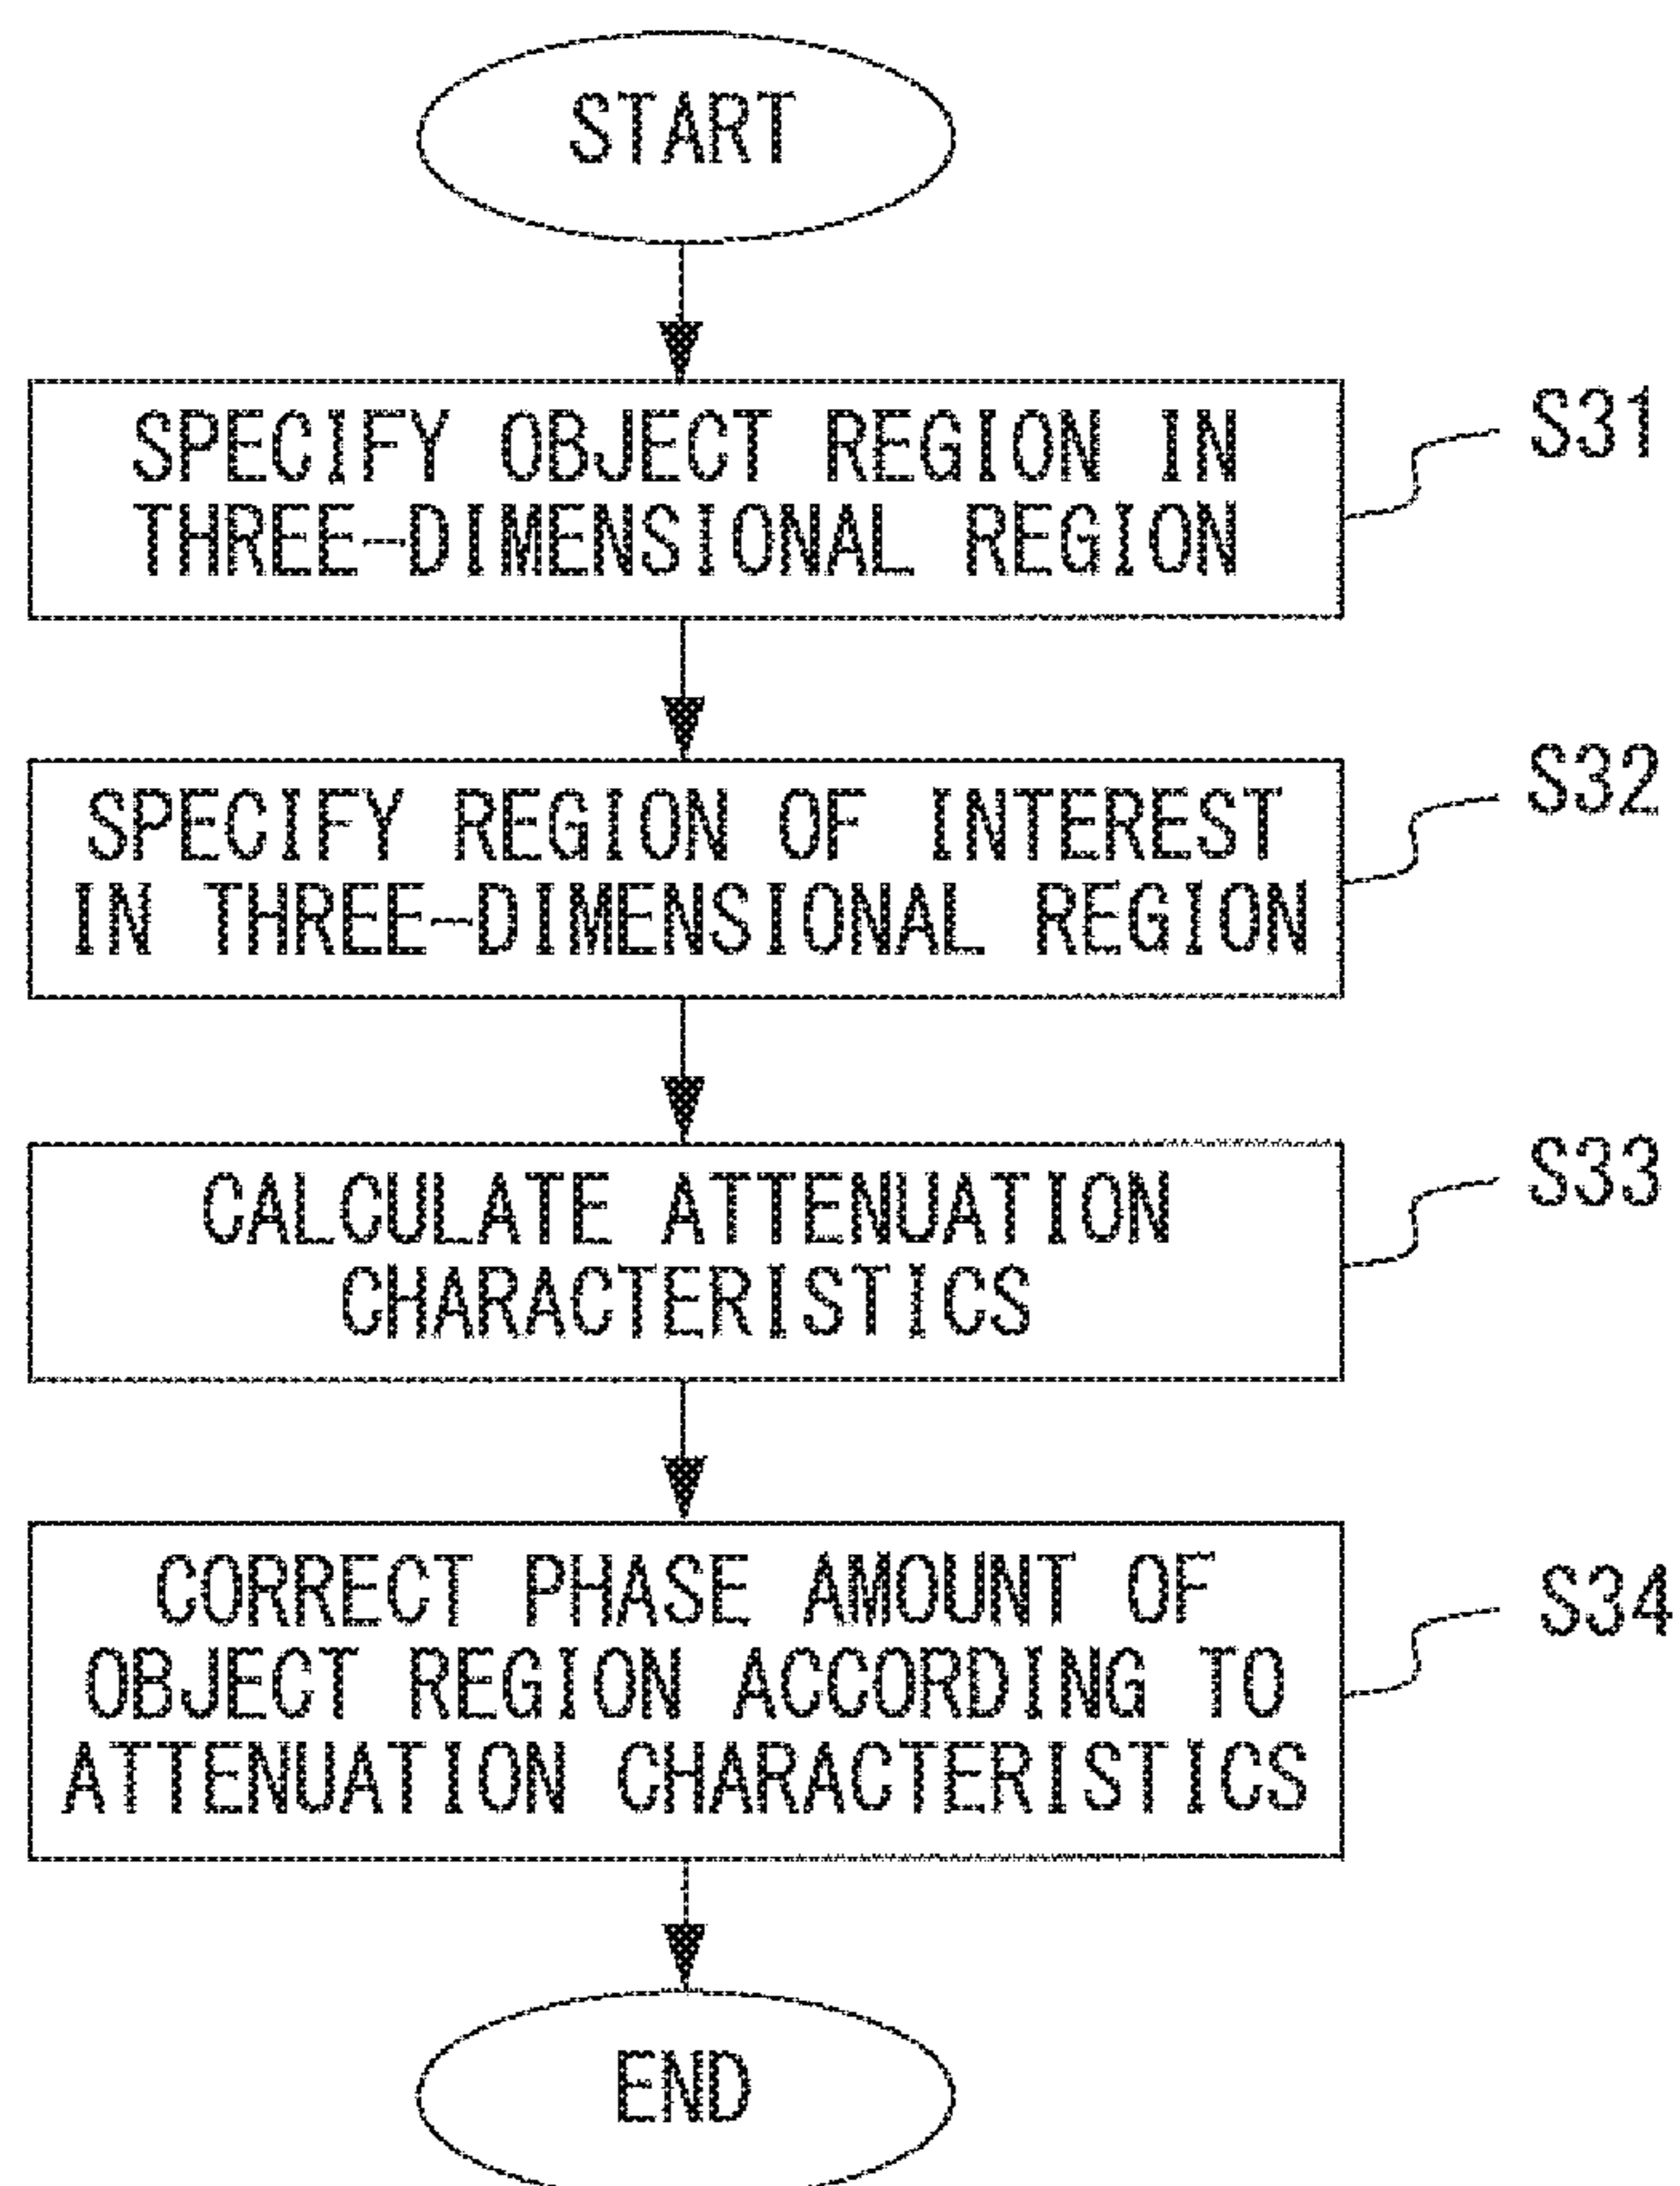 START
SPECIFY OBJECT REGION IN
THREE-DIMENSIONAL REGION
S31
SPECIFY REGION OF INTEREST
IN THREE-DIMENSIONAL REGION
S32
CALCULATE ATTENUATION
CHARACTERISTICS
S33
CORRECT PHASE AMOUNT OF
OBJECT REGION ACCORDING TO
ATTENUATION CHARACTERISTICS
S34
END